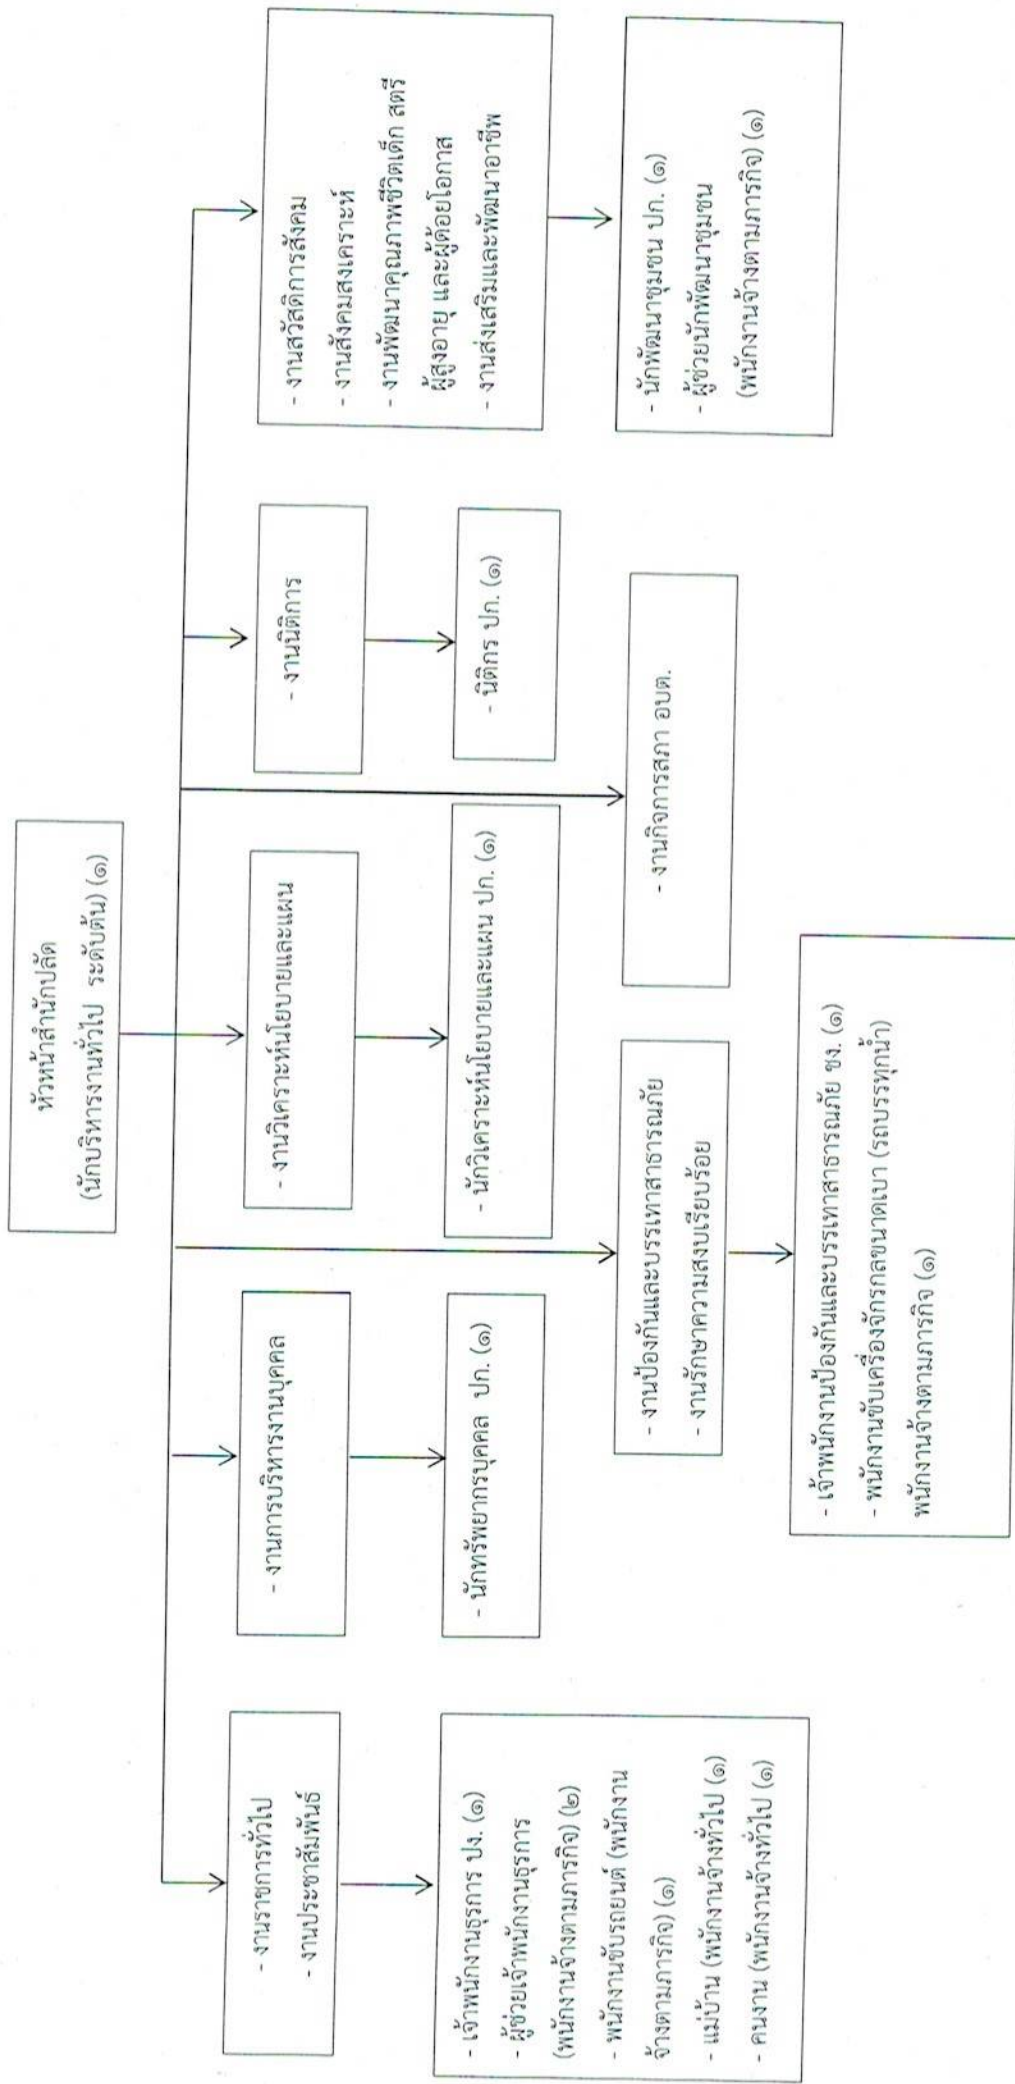 หัวหน้าสำนักปลัด
(นักบริหารงานทั่วไป ระดับต้น) (๑)
- งานราชการทั่วไป
- งานประชาสัมพันธ์
- เจ้าพนักงานธุรการ ปง. (๑)
- ผู้ช่วยเจ้าพนักงานธุรการ
(พนักงานจ้างตามภารกิจ) (๒)
- พนักงานขับรถยนต์ (พนักงาน
จ้างตามภารกิจ) (๑)
- แม่บ้าน (พนักงานจ้างทั่วไป (๑)
- คนงาน (พนักงานจ้างทั่วไป (๑)
- งานการบริหารงานบุคคล
- นักทรัพยากรบุคคล ปก. (๑)
- งานป้องกันและบรรเทาสาธารณภัย
- งานรักษาความสงบเรียบร้อย
- เจ้าพนักงานป้องกันและบรรเทาสาธารณภัย ชง. (๑)
- พนักงานขับเครื่องจักรกลขนาดเบา (รถบรรทุกน้ำ)
พนักงานจ้างตามภารกิจ (๑)
- งานวิเคราะห์นโยบายและแผน
- นักวิเคราะห์นโยบายและแผน ปก. (๑)
- งานกิจการสภา อบต.
- งานนิติการ
- นิติกร ปก. (๑)
- งานสวัสดิการสังคม
- งานสังคมสงเคราะห์
- งานพัฒนาคุณภาพชีวิตเด็ก สตรี
ผู้สูงอายุ และผู้ด้อยโอกาส
- งานส่งเสริมและพัฒนาอาชีพ
- นักพัฒนาชุมชน ปก. (๑)
- ผู้ช่วยนักพัฒนาชุมชน
(พนักงานจ้างตามภารกิจ) (๑)